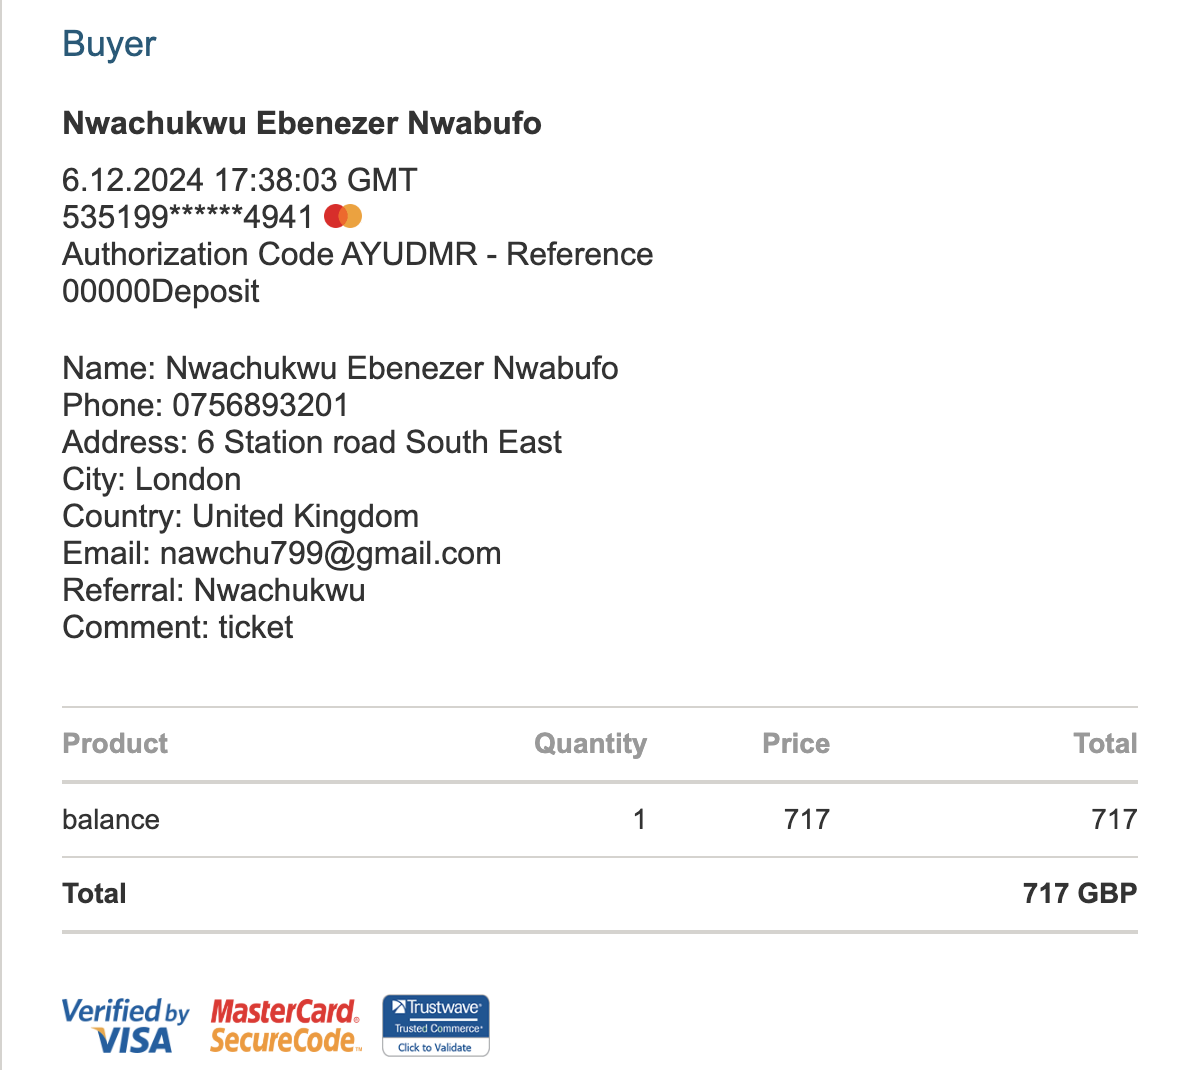 Buyer
Nwachukwu Ebenezer Nwabufo
6.12.2024 17:38:03 GMT
535199******4941
Authorization Code AYUDMR - Reference
00000Deposit
Name: Nwachukwu Ebenezer Nwabufo
Phone: 0756893201
Address: 6 Station road South East
City: London
Country: United Kingdom
Email: nawchu799@gmail.com
Referral: Nwachukwu
Comment: ticket
Product Quantity Price Total
balance 1 717 717
Total 717 GBP
Verified by
VISA
MasterCard®
SecureCode™
Trustwave®
Trusted Commerce®
Click to Validate